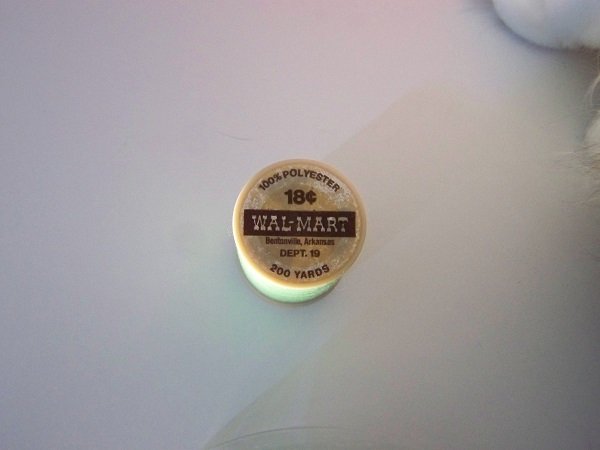 100% POLYESTER
18¢
WAL-MART
Bentonville, Arkansas
DEPT. 19
200 YARDS